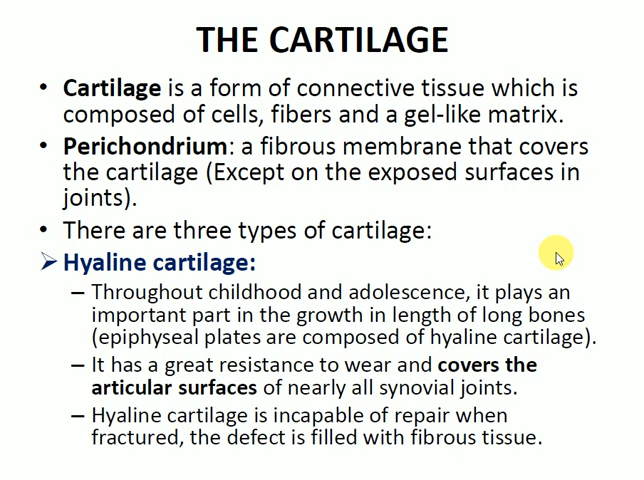 THE CARTILAGE
• Cartilage is a form of connective tissue which is
composed of cells, fibers and a gel-like matrix.
• Perichondrium: a fibrous membrane that covers
the cartilage (Except on the exposed surfaces in
joints).
• There are three types of cartilage:
➢ Hyaline cartilage:
– Throughout childhood and adolescence, it plays an
important part in the growth in length of long bones
(epiphyseal plates are composed of hyaline cartilage).
– It has a great resistance to wear and covers the
articular surfaces of nearly all synovial joints.
– Hyaline cartilage is incapable of repair when
fractured, the defect is filled with fibrous tissue.